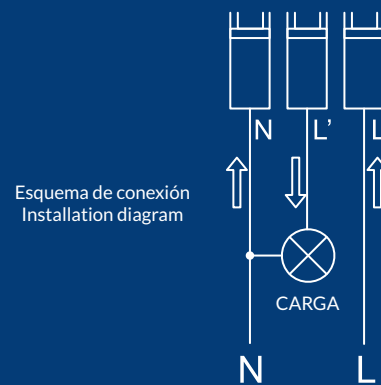 N L' L
Esquema de conexión
Installation diagram
CARGA
N L